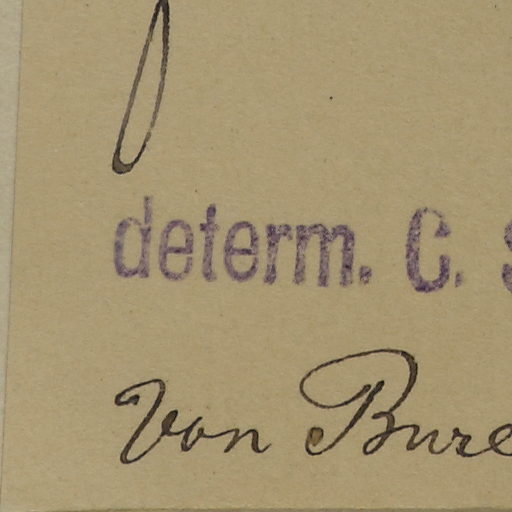 determ. C.
Von Bure